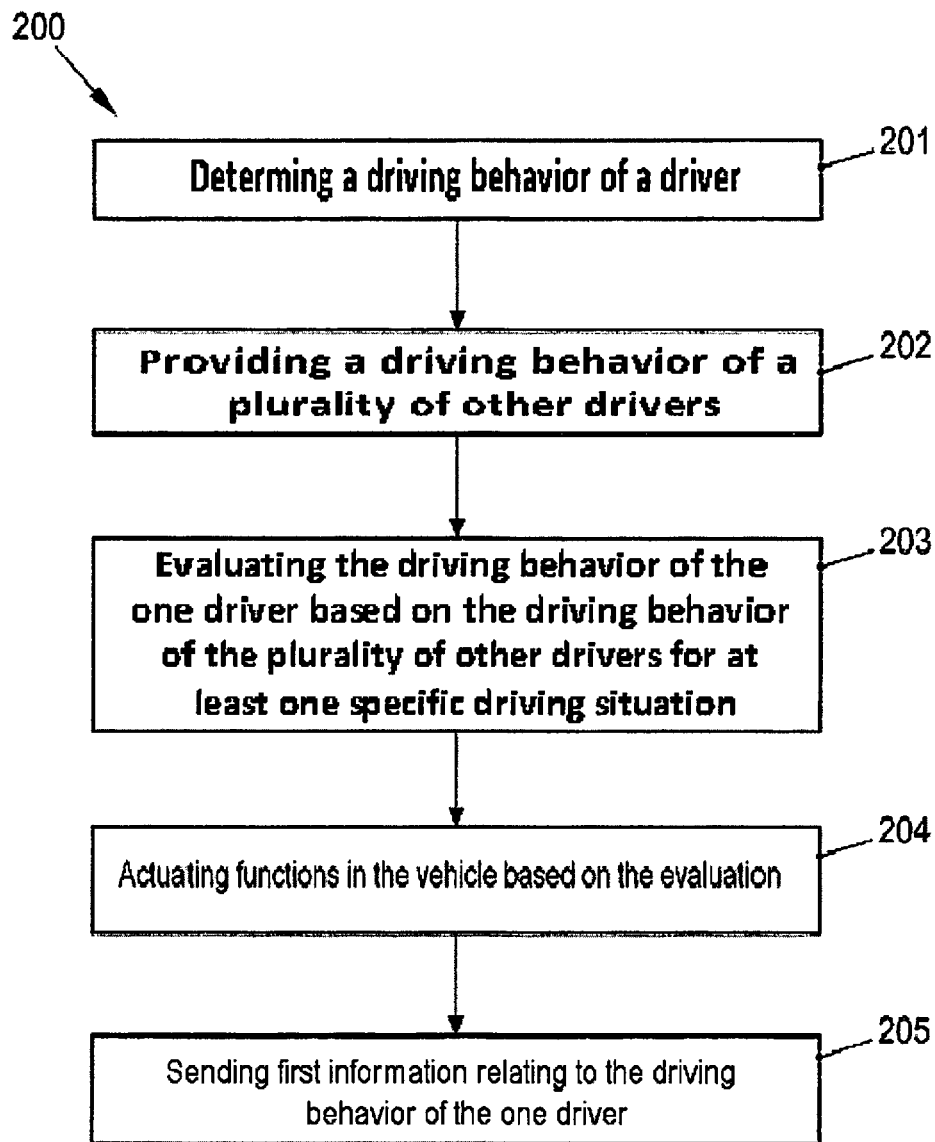 200
201
Determing a driving behavior of a driver
202
Providing a driving behavior of a
plurality of other drivers
203
Evaluating the driving behavior of the
one driver based on the driving behavior
of the plurality of other drivers for at
least one specific driving situation
204
Actuating functions in the vehicle based on the evaluation
205
Sending first information relating to the driving
behavior of the one driver